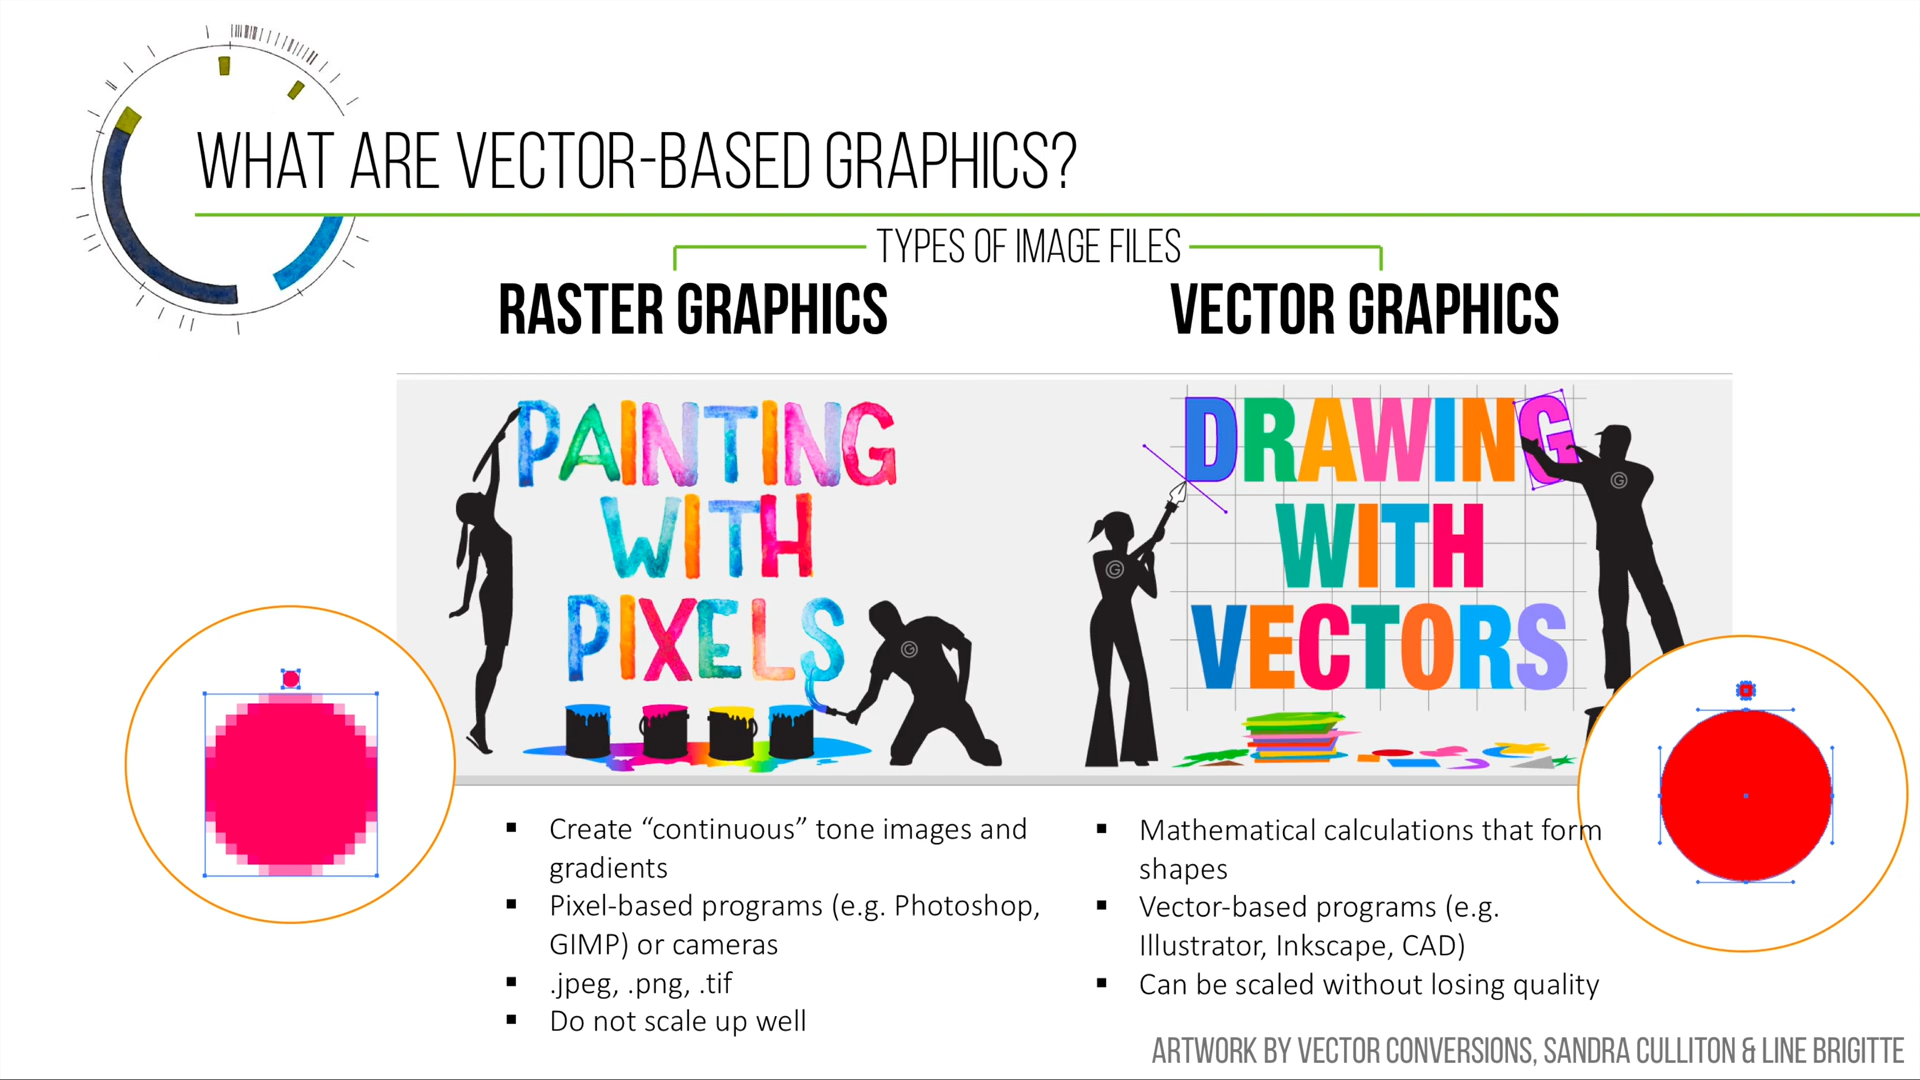 WHAT ARE VECTOR-BASED GRAPHICS?
TYPES OF IMAGE FILES
RASTER GRAPHICS
VECTOR GRAPHICS
PAINTING
WITH
PIXELS
DRAWING
WITH
VECTORS
G
G
G
▪ Create “continuous” tone images and
gradients
▪ Pixel-based programs (e.g. Photoshop,
GIMP) or cameras
▪ .jpeg, .png, .tif
▪ Do not scale up well
▪ Mathematical calculations that form
shapes
▪ Vector-based programs (e.g.
Illustrator, Inkscape, CAD)
▪ Can be scaled without losing quality
ARTWORK BY VECTOR CONVERSIONS, SANDRA CULLITON & LINE BRIGITTE